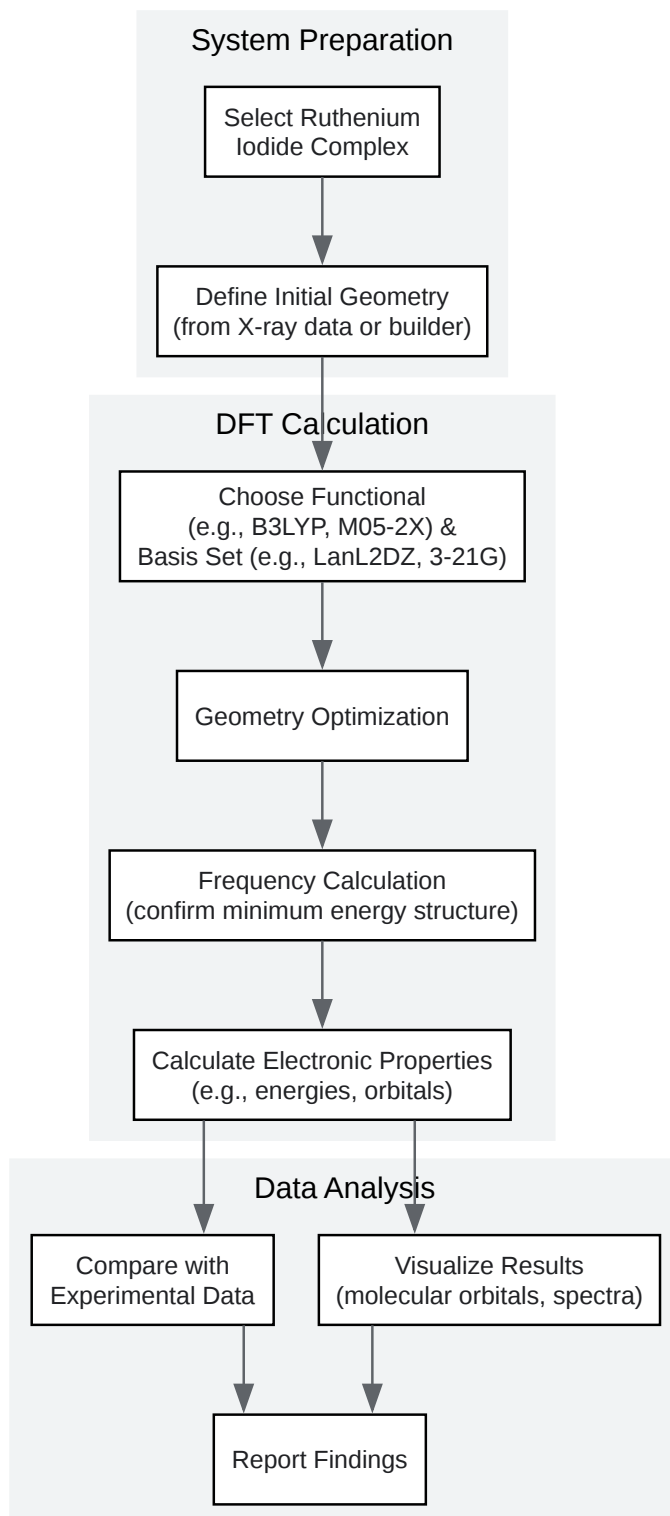 System Preparation
Select Ruthenium
Iodide Complex
Define Initial Geometry
(from X-ray data or builder)
DFT Calculation
Choose Functional
(e.g., B3LYP, M05-2X) &
Basis Set (e.g., LanL2DZ, 3-21G)
Geometry Optimization
Frequency Calculation
(confirm minimum energy structure)
Calculate Electronic Properties
(e.g., energies, orbitals)
Data Analysis
Compare with
Experimental Data
Visualize Results
(molecular orbitals, spectra)
Report Findings